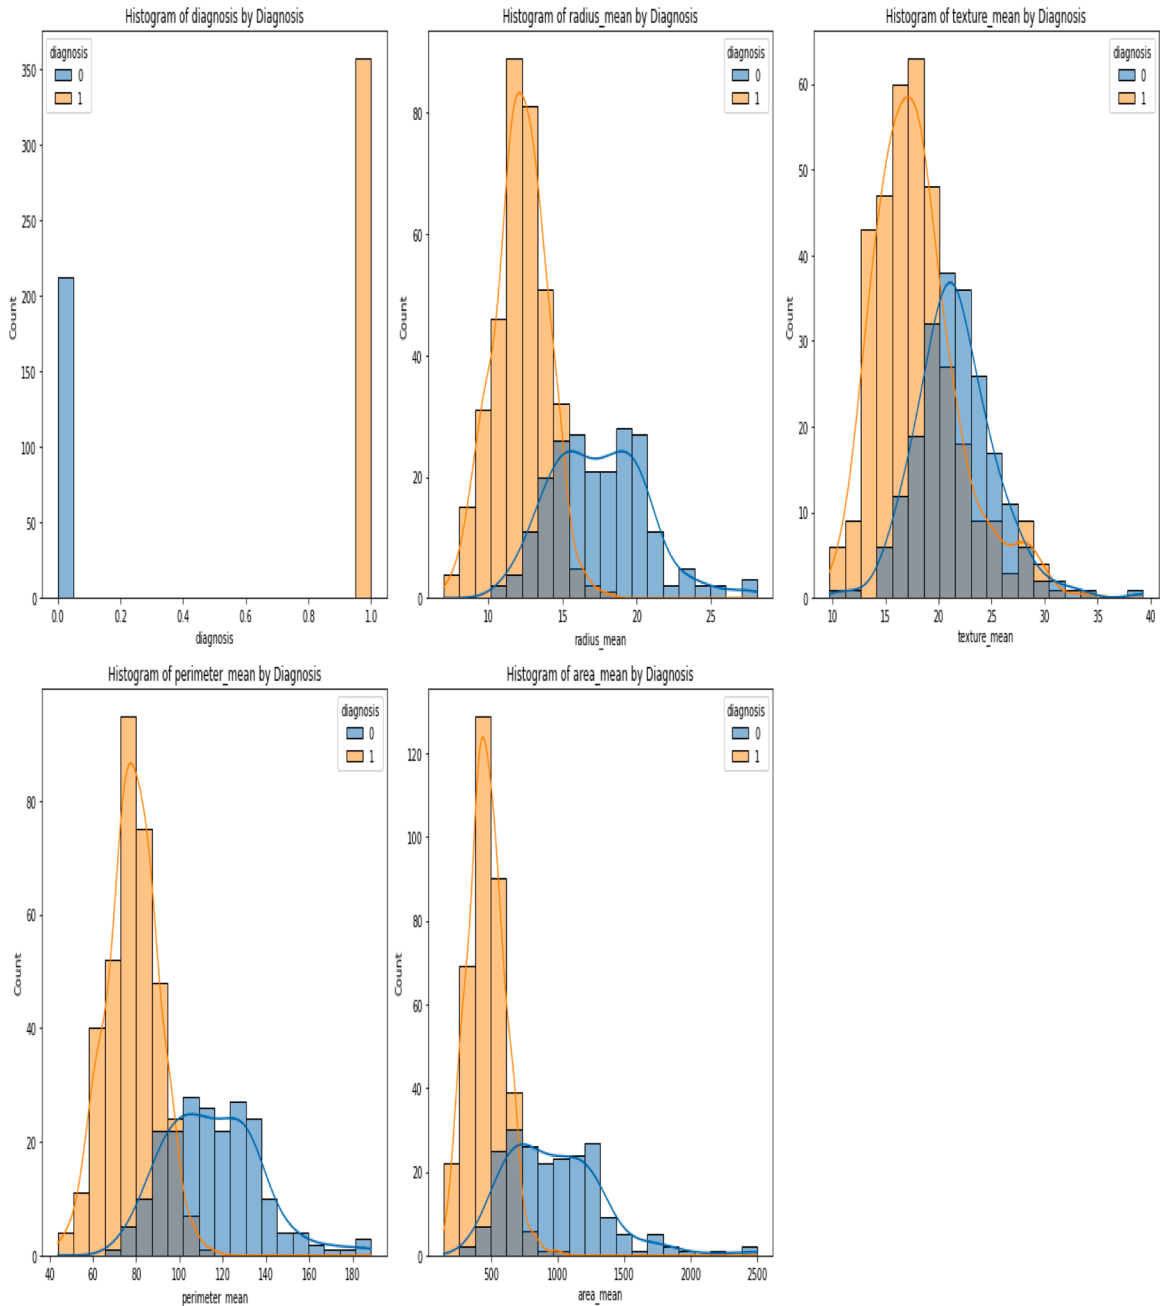 Histogram of diagnosis by Diagnosis
diagnosis
0
1
350
300
250
200
150
100
50
0
Count
0.0 0.2 0.4 0.6 0.8 1.0
diagnosis
Histogram of radius_mean by Diagnosis
diagnosis
0
1
80
60
40
20
0
Count
10 15 20 25
radius_mean
Histogram of texture_mean by Diagnosis
diagnosis
0
1
60
50
40
30
20
10
0
Count
10 15 20 25 30 35 40
texture_mean
Histogram of perimeter_mean by Diagnosis
diagnosis
0
1
80
60
40
20
0
Count
40 60 80 100 120 140 160 180
perimeter_mean
Histogram of area_mean by Diagnosis
diagnosis
0
1
120
100
80
60
40
20
0
Count
500 1000 1500 2000 2500
area_mean